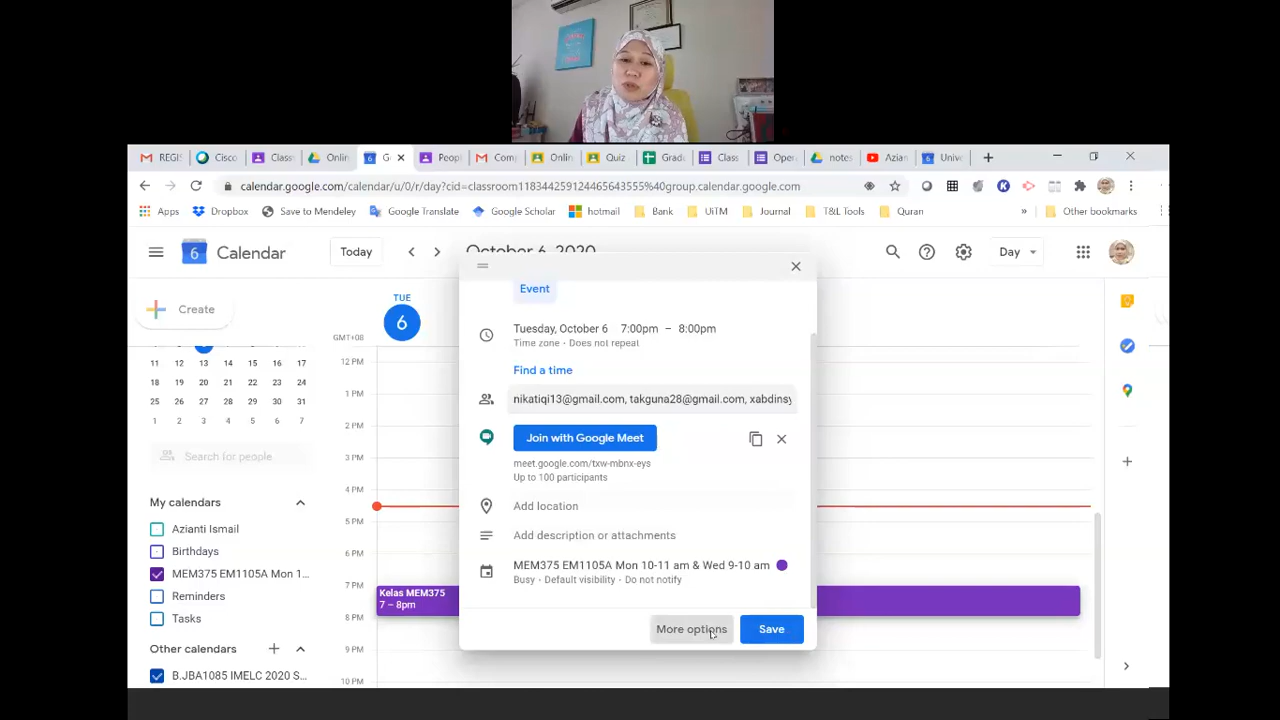 REGI
Cisco
Classr
Onlin
G
Peopl
Com
Onlin
Quiz
Grad
Class
Oper
notes
Azian
Unive
calendar.google.com/calendar/u/0/r/day?cid=classroom118344259124465643555%40group.calendar.google.com
Apps
Dropbox
Save to Mendeley
Google Translate
Google Scholar
hotmail
Bank
UiTM
Journal
T&L Tools
Quran
»
Other bookmarks
6
Calendar
Today
October 6, 2020
Day
Create
TUE
6
GMT+08
11 12 13 14 15 16 17
18 19 20 21 22 23 24
25 26 27 28 29 30 31
1 2 3 4 5 6 7
Search for people
My calendars
Azianti Ismail
Birthdays
MEM375 EM1105A Mon 1...
Reminders
Tasks
Other calendars
B.JBA1085 IMELC 2020 S...
12 PM
1 PM
2 PM
3 PM
4 PM
5 PM
6 PM
7 PM
8 PM
9 PM
10 PM
Kelas MEM375
7 – 8pm
Event
Tuesday, October 6 7:00pm – 8:00pm
Time zone · Does not repeat
Find a time
nikatiqi13@gmail.com, takguna28@gmail.com, xabdinsy
Join with Google Meet
meet.google.com/txw-mbnx-eys
Up to 100 participants
Add location
Add description or attachments
MEM375 EM1105A Mon 10-11 am & Wed 9-10 am
Busy · Default visibility · Do not notify
More options
Save